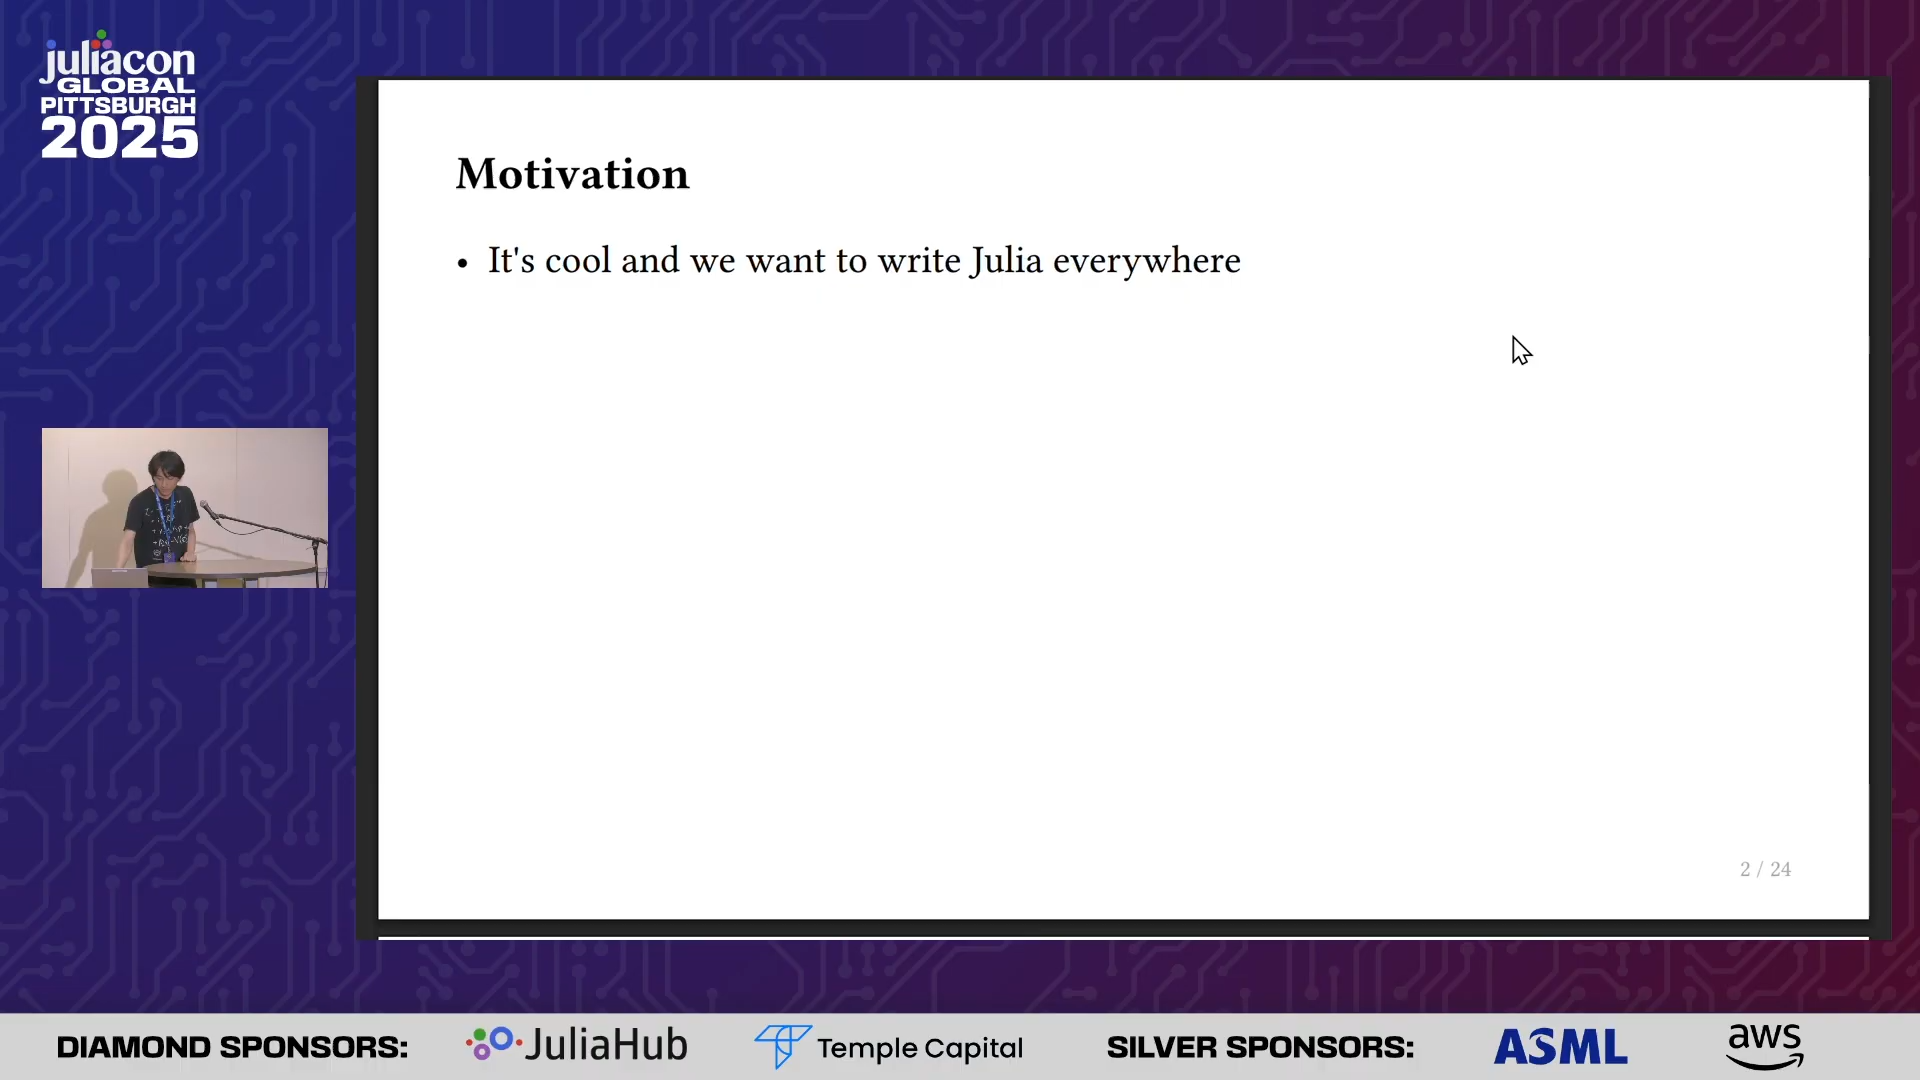 juliacon
GLOBAL
PITTSBURGH
2025
Motivation
• It's cool and we want to write Julia everywhere
2 / 24
DIAMOND SPONSORS:
JuliaHub
Temple Capital
SILVER SPONSORS:
ASML
aws